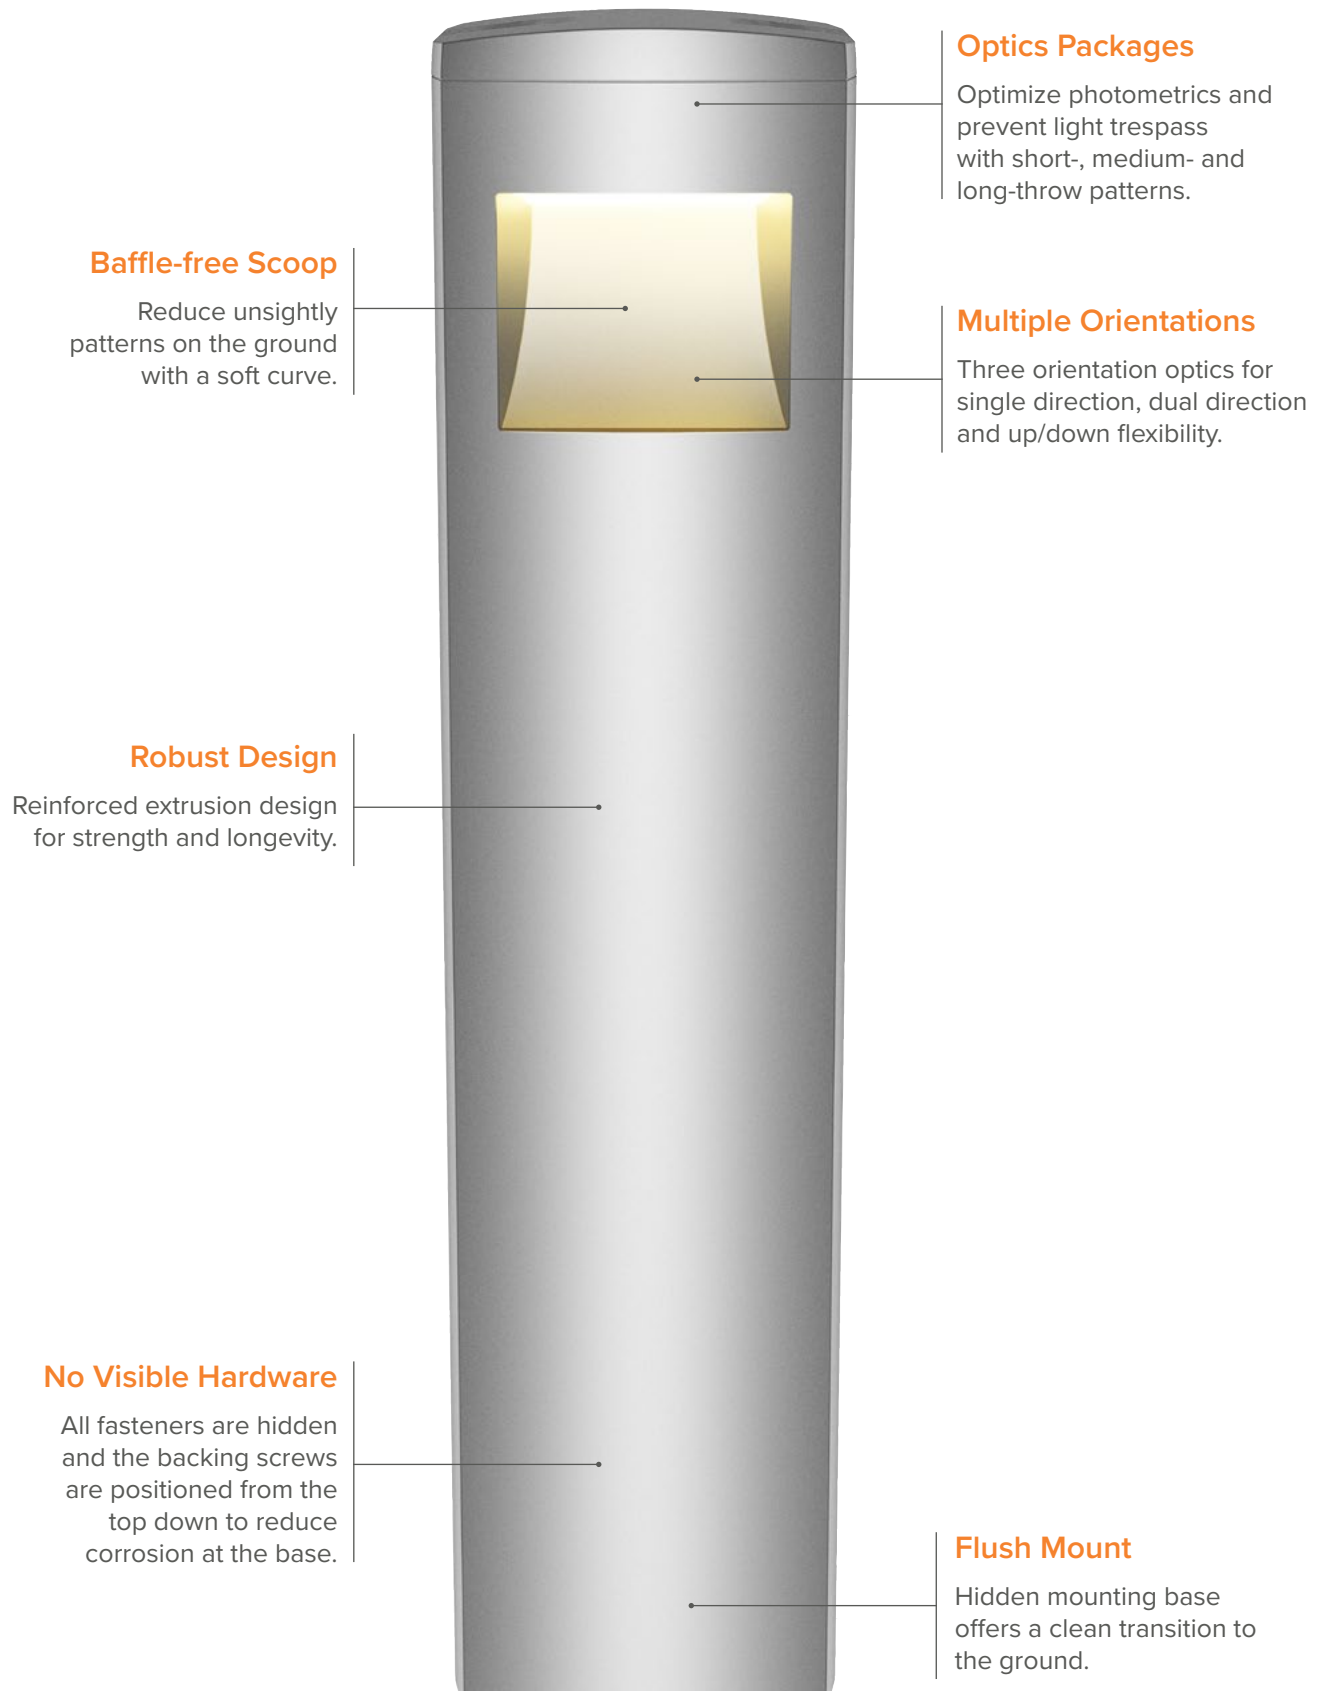 Optics Packages
Optimize photometrics and
prevent light trespass
with short-, medium- and
long-throw patterns.
Baffle-free Scoop
Reduce unsightly
patterns on the ground
with a soft curve.
Multiple Orientations
Three orientation optics for
single direction, dual direction
and up/down flexibility.
Robust Design
Reinforced extrusion design
for strength and longevity.
No Visible Hardware
All fasteners are hidden
and the backing screws
are positioned from the
top down to reduce
corrosion at the base.
Flush Mount
Hidden mounting base
offers a clean transition to
the ground.